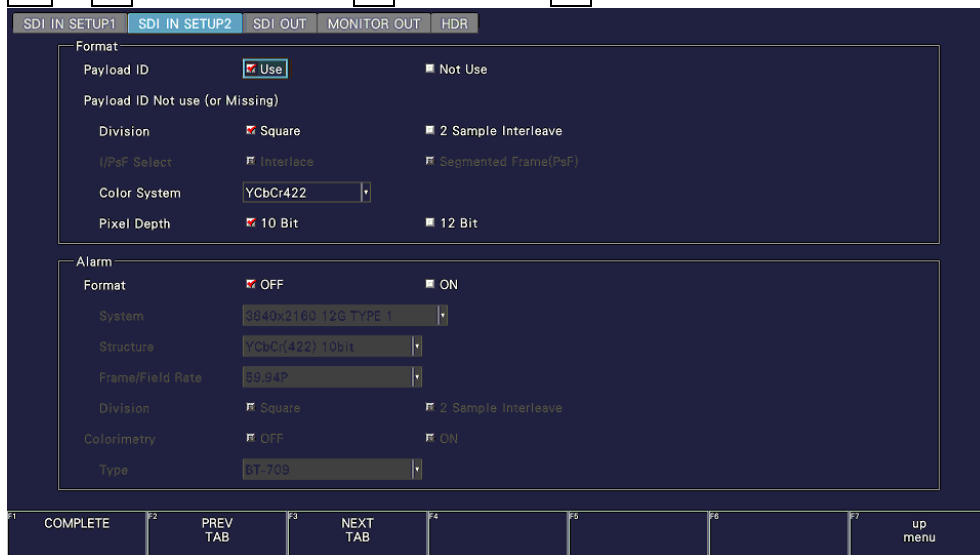 SDI IN SETUP1 SDI IN SETUP2 SDI OUT MONITOR OUT HDR
Format
Payload ID Use Not Use
Payload ID Not use (or Missing)
Division Square 2 Sample Interleave
I/PsF Select Interlace Segmented Frame(PsF)
Color System YCbCr422
Pixel Depth 10 Bit 12 Bit
Alarm
Format OFF ON
System 3840x2160 12G TYPE 1
Structure YCbCr(422) 10bit
Frame/Field Rate 59.94P
Division Square 2 Sample Interleave
Colorimetry OFF ON
Type BT-709
F1 COMPLETE F2 PREV TAB F3 NEXT TAB F4 F5 F6 F7 up menu